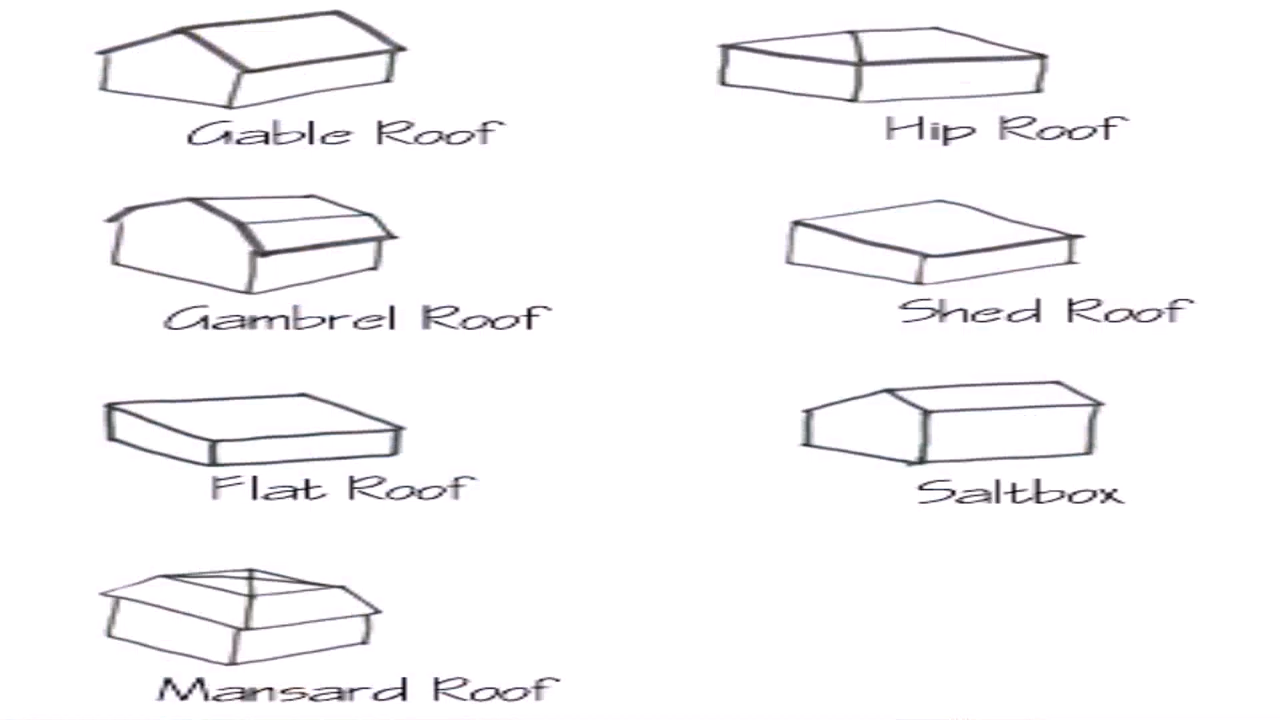 Gable Roof
Hip Roof
Gambrel Roof
Shed Roof
Flat Roof
Saltbox
Mansard Roof